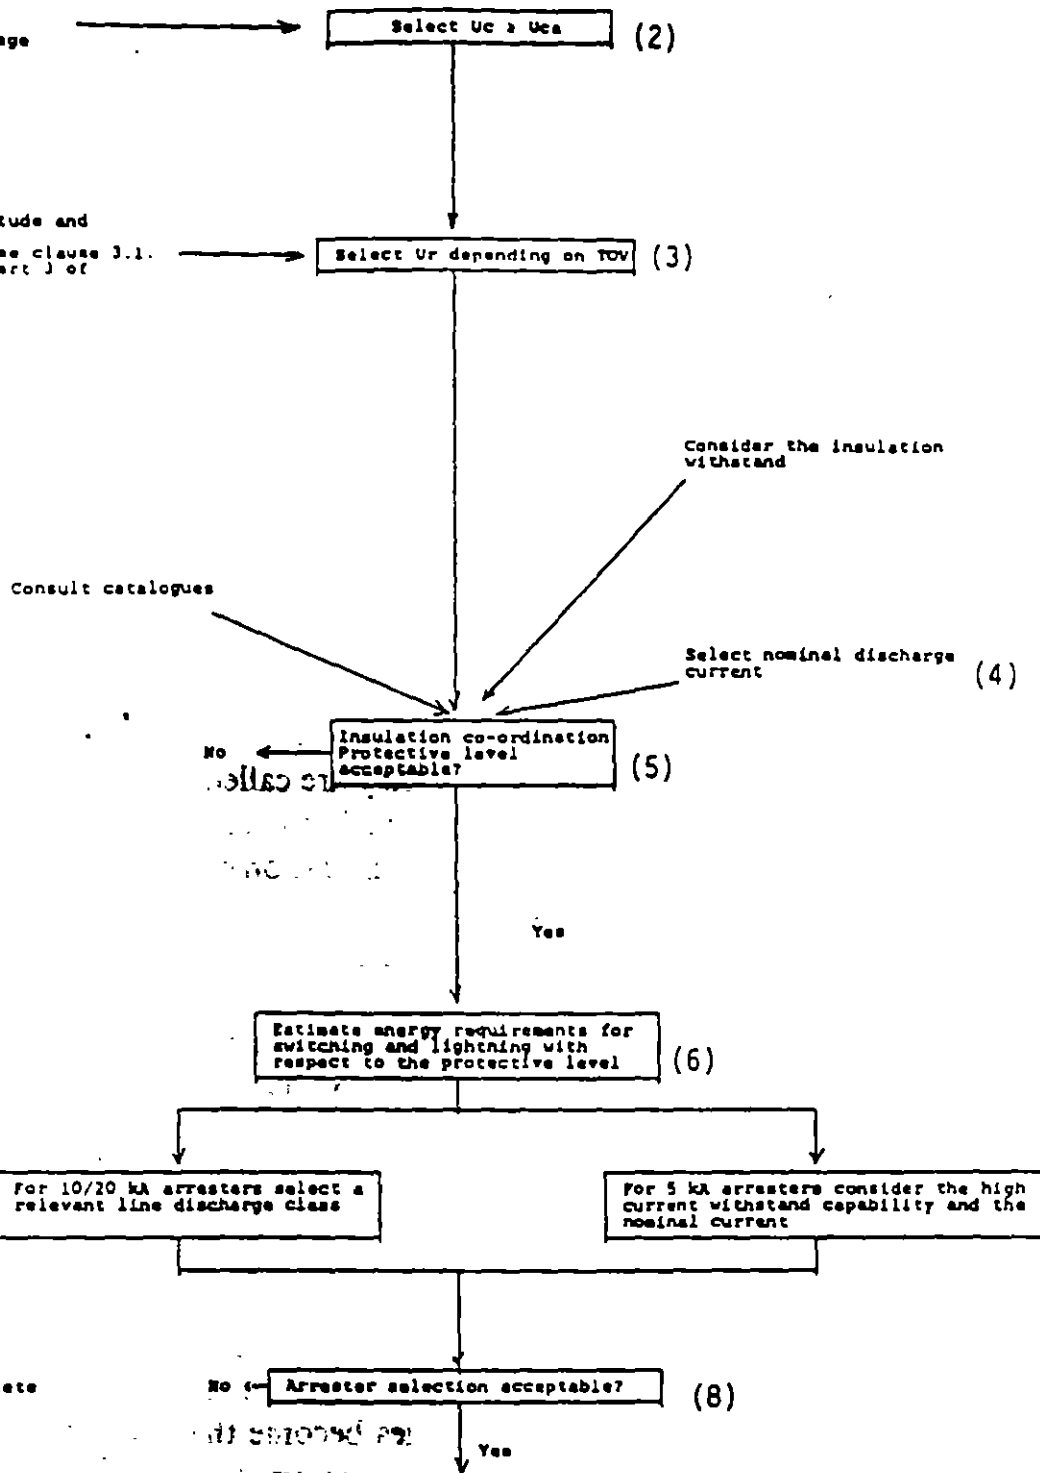 age
Select Uc ≥ Uca
(2)
tude and
ee clause 3.1.
art 3 of
Select Ur depending on TOV
(3)
Consider the insulation
withstand
Consult catalogues
Select nominal discharge
current
(4)
No
Insulation co-ordination
Protective level
acceptable?
(5)
Yes
Estimate energy requirements for
switching and lightning with
respect to the protective level
(6)
For 10/20 kA arresters select a
relevant line discharge class
For 5 kA arresters consider the high
current withstand capability and the
nominal current
ete
No
Arrester selection acceptable?
(8)
Yes